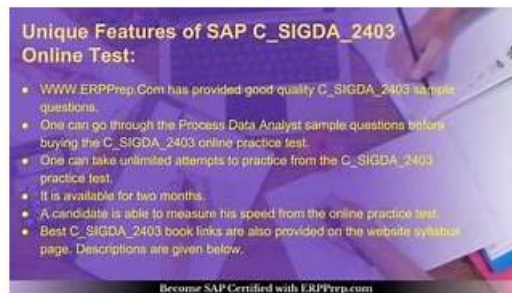 Unique Features of SAP C_SIGDA_2403
Online Test:
● WWW.ERPPrep.Com has provided good quality C_SIGDA_2403 sample
questions.
● One can go through the Process Data Analyst sample questions before
buying the C_SIGDA_2403 online practice test.
● One can take unlimited attempts to practice from the C_SIGDA_2403
practice test.
● It is available for two months.
● A candidate is able to measure his speed from the online practice test.
● Best C_SIGDA_2403 book links are also provided on the website syllabus
page. Descriptions are given below.
Become SAP Certified with ERPPrep.com